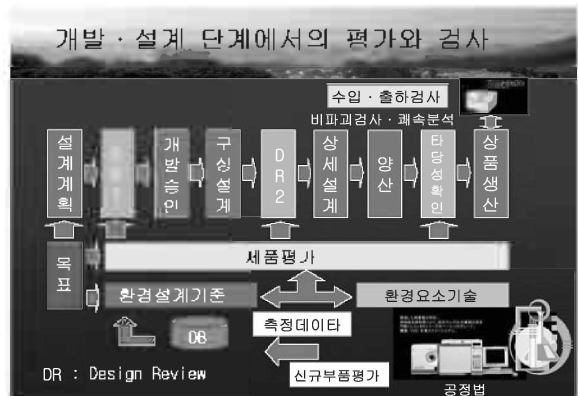 개발 · 설계 단계에서의 평가와 검사
수입 · 출하검사
비파괴검사 · 쾌속분석
설계계획
개발승인
구상설계
DR2
상세설계
양산
타당성확인
상품생산
목표
제품평가
환경설계기준
환경요소기술
DB
측정데이타
신규부품평가
DR : Design Review
공정법